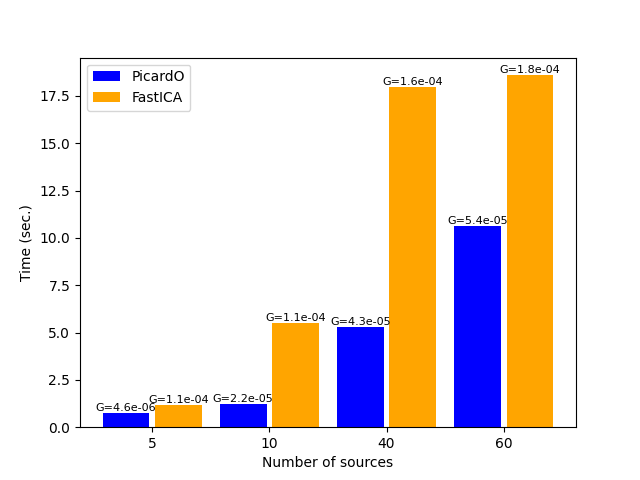 PicardO
FastICA
Time (sec.)
17.5
15.0
12.5
10.0
7.5
5.0
2.5
0.0
G=4.6e-06
G=1.1e-04
G=2.2e-05
G=1.1e-04
G=4.3e-05
G=1.6e-04
G=5.4e-05
G=1.8e-04
5
10
40
60
Number of sources